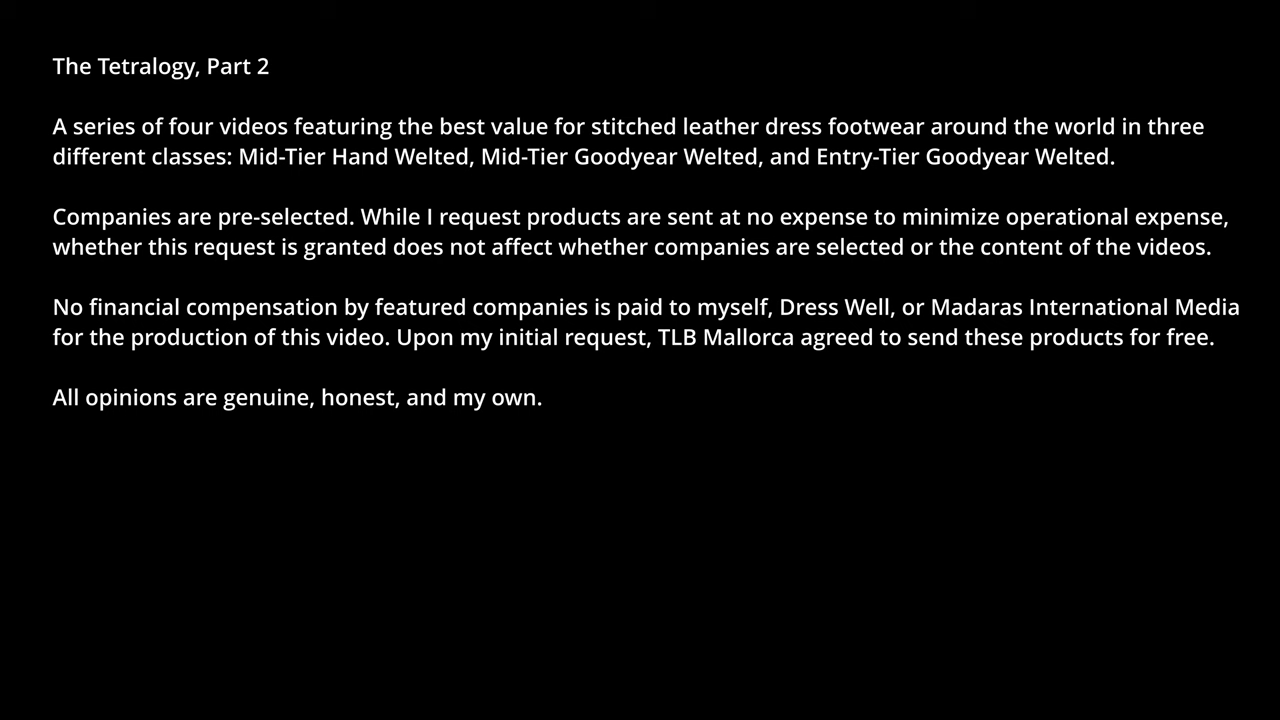 The Tetralogy, Part 2
A series of four videos featuring the best value for stitched leather dress footwear around the world in three
different classes: Mid-Tier Hand Welted, Mid-Tier Goodyear Welted, and Entry-Tier Goodyear Welted.
Companies are pre-selected. While I request products are sent at no expense to minimize operational expense,
whether this request is granted does not affect whether companies are selected or the content of the videos.
No financial compensation by featured companies is paid to myself, Dress Well, or Madaras International Media
for the production of this video. Upon my initial request, TLB Mallorca agreed to send these products for free.
All opinions are genuine, honest, and my own.